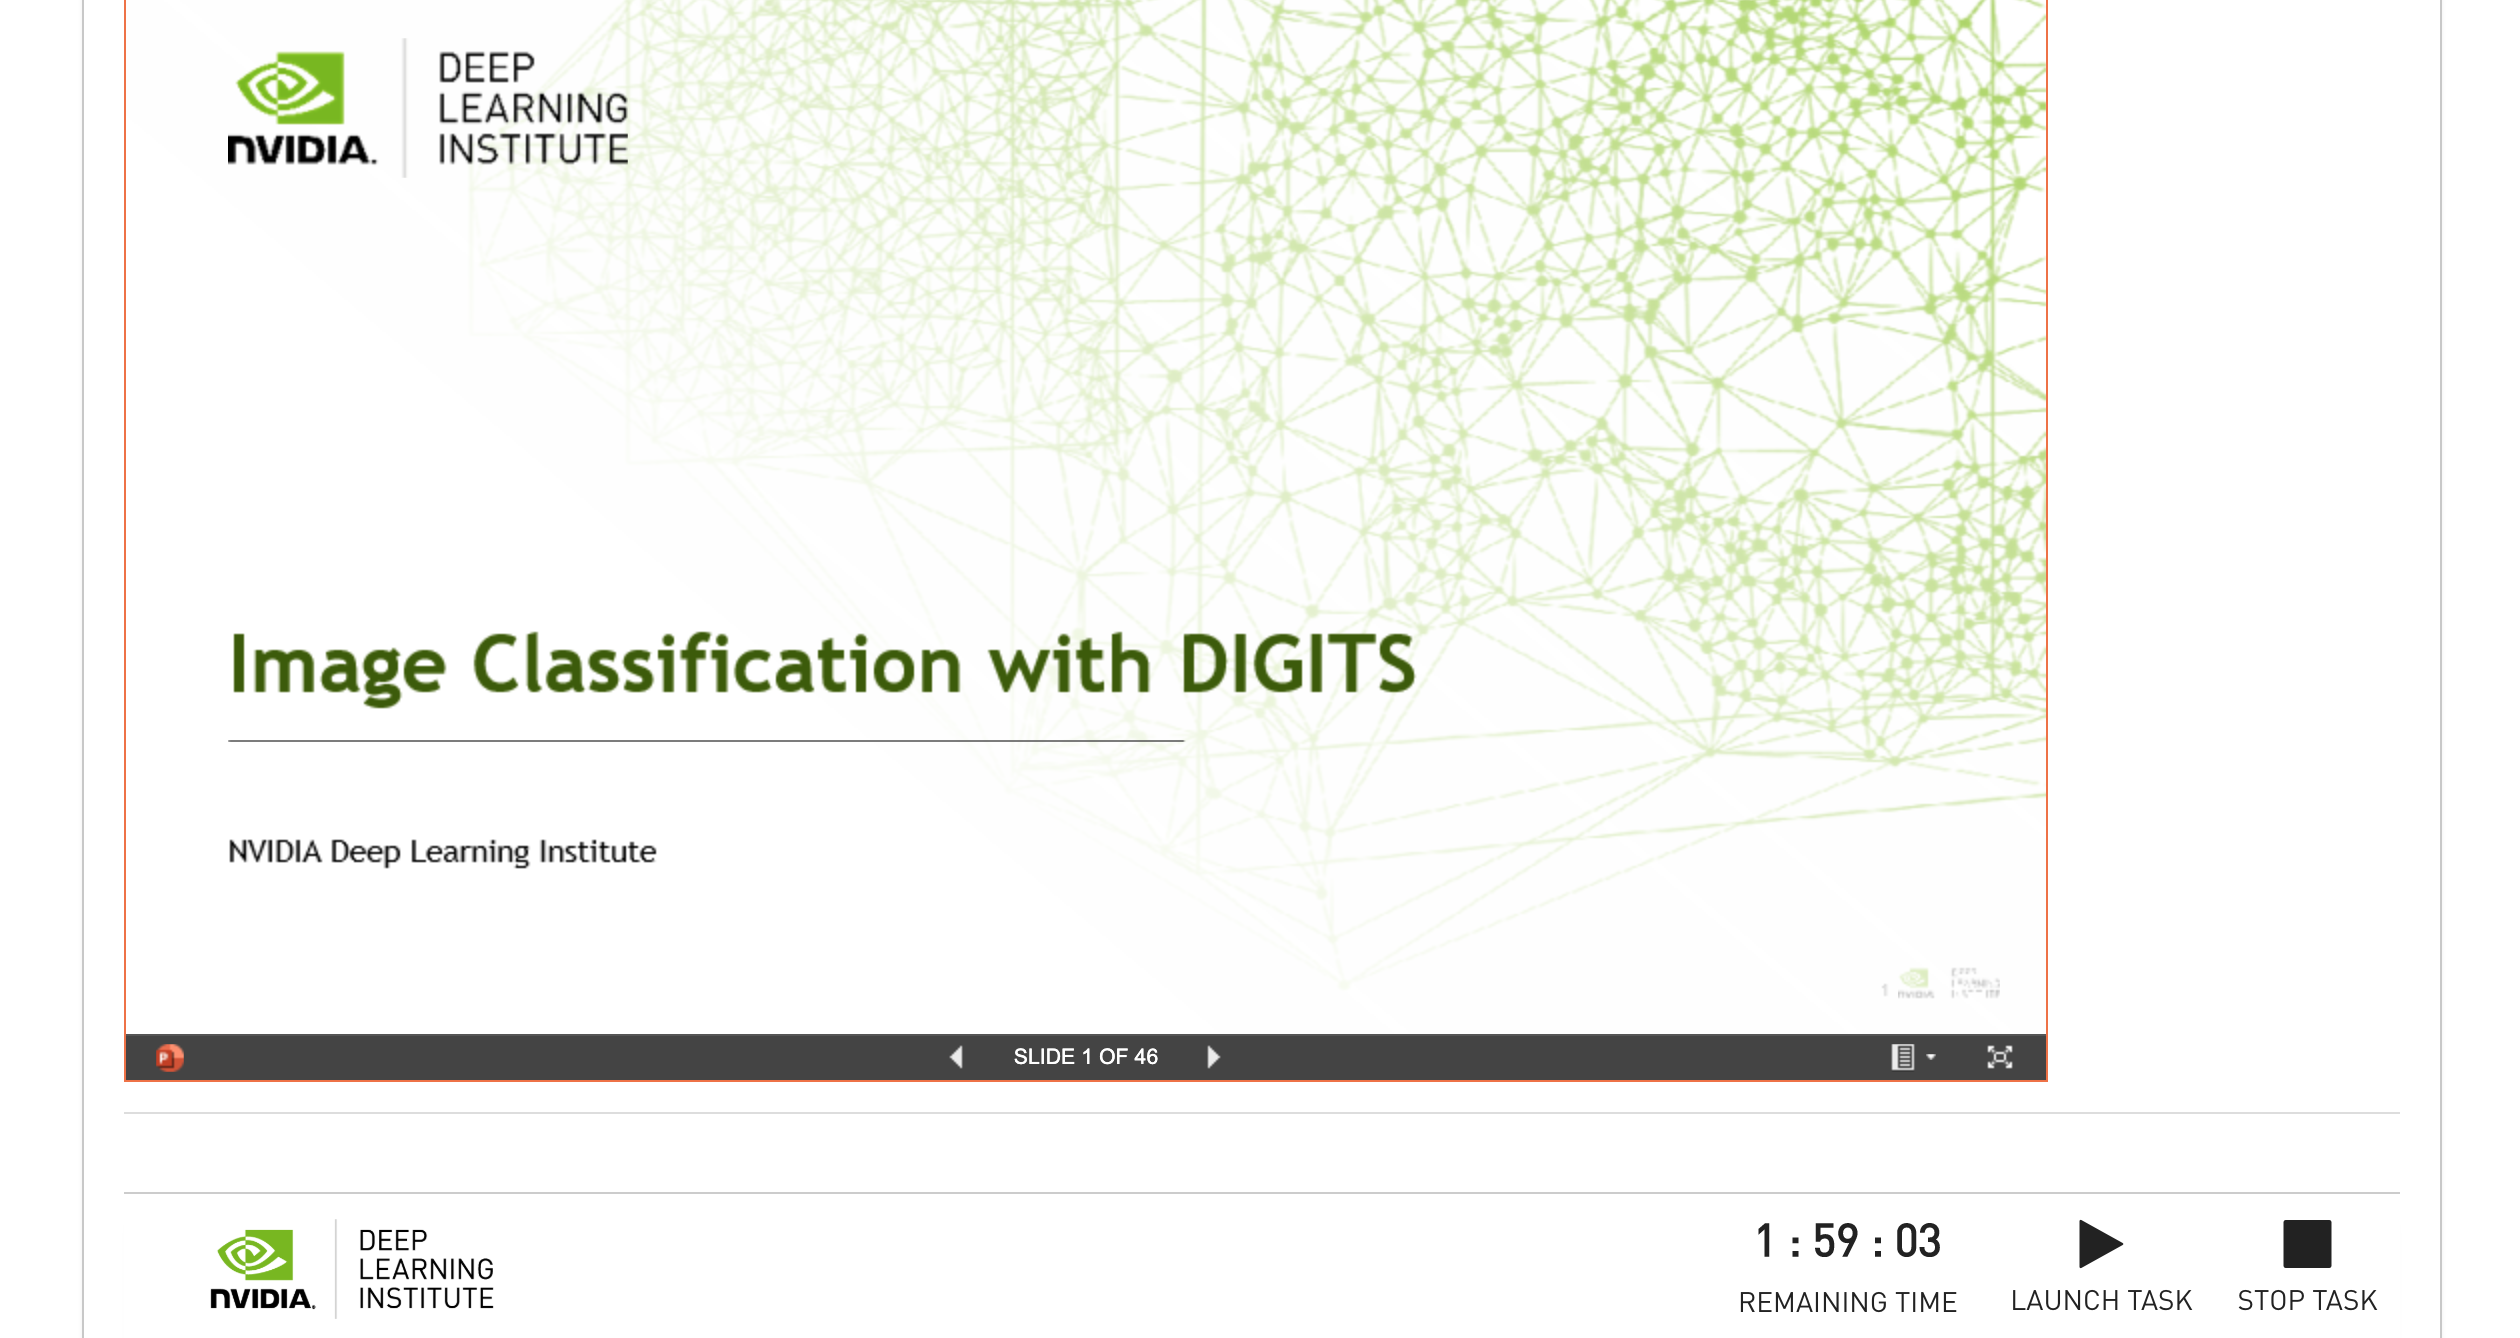 DEEP
LEARNING
INSTITUTE
NVIDIA.
Image Classification with DIGITS
NVIDIA Deep Learning Institute
1
NVIDIA
SLIDE 1 OF 46
DEEP
LEARNING
INSTITUTE
NVIDIA.
1 : 59 : 03
REMAINING TIME
LAUNCH TASK
STOP TASK